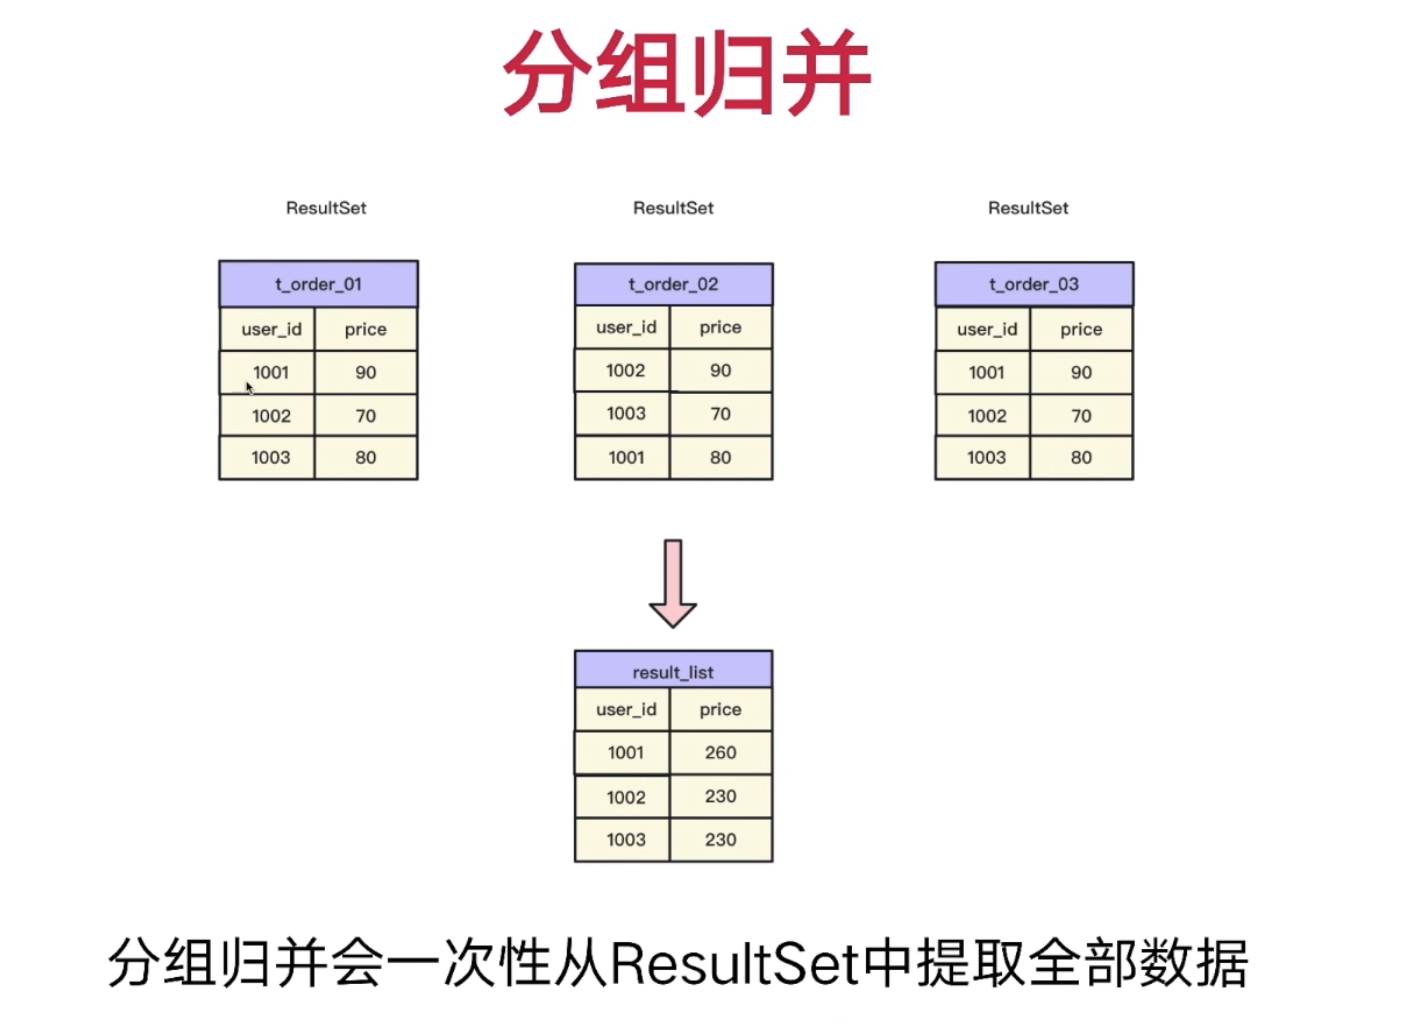 分组归并
ResultSet ResultSet ResultSet
t_order_01 t_order_02 t_order_03
user_id price user_id price user_id price
1001 90 1002 90 1001 90
1002 70 1003 70 1002 70
1003 80 1001 80 1003 80
result_list
user_id price
1001 260
1002 230
1003 230
分组归并会一次性从ResultSet中提取全部数据